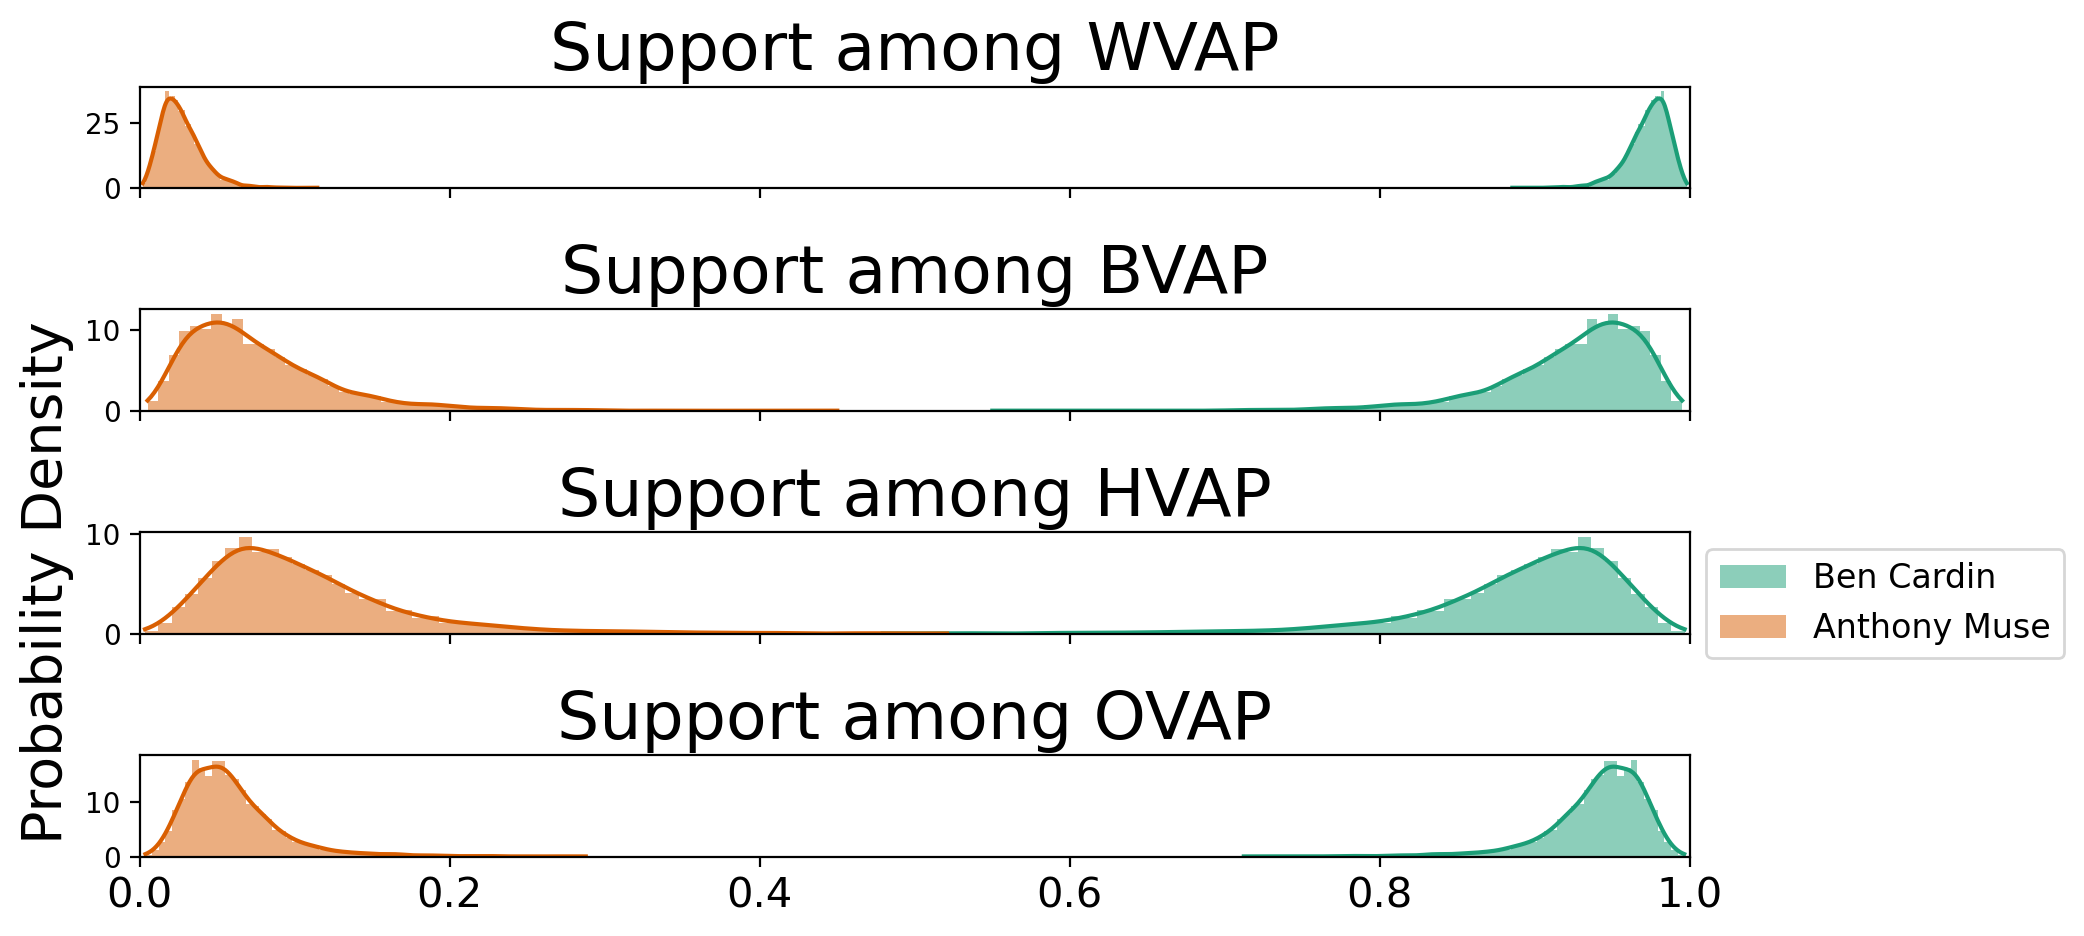 Support among WVAP
25
0
Support among BVAP
10
0
Support among HVAP
10
0
Support among OVAP
10
0
0.0 0.2 0.4 0.6 0.8 1.0
Probability Density
Ben Cardin
Anthony Muse